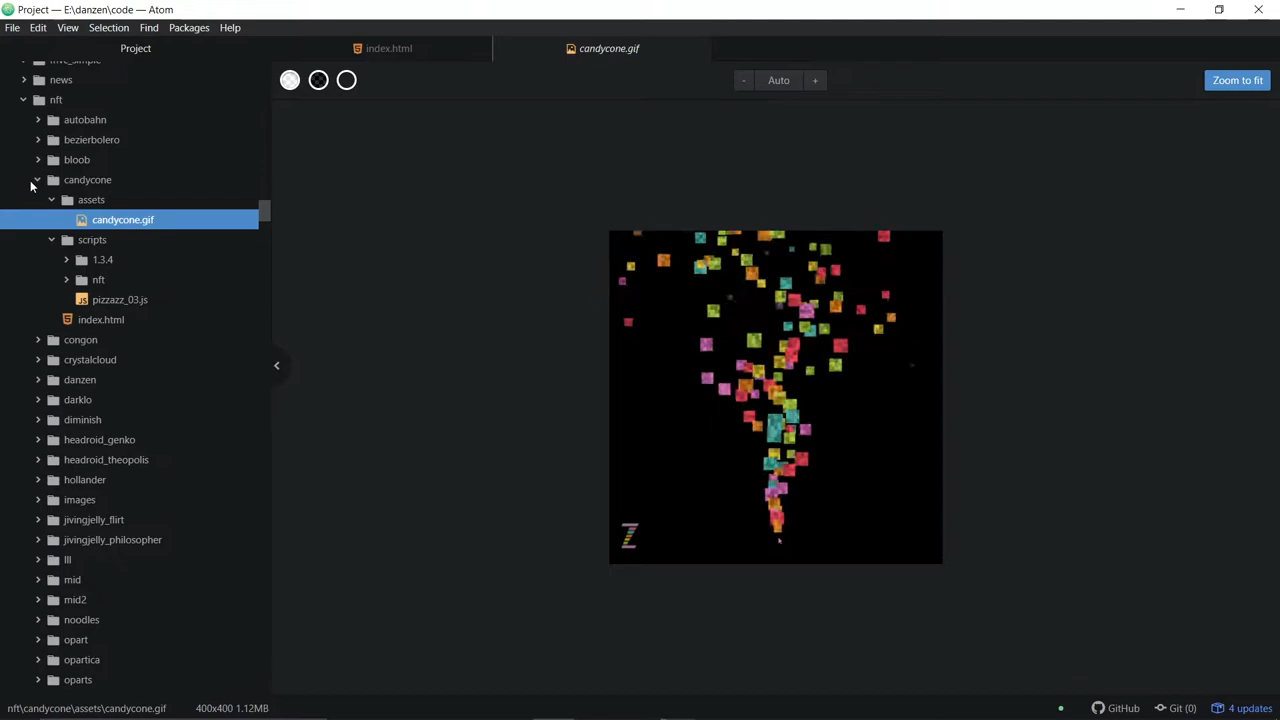 Project — E:\danzen\code — Atom
File Edit View Selection Find Packages Help
Project
index.html
candycone.gif
- Auto +
Zoom to fit
news
nft
autobahn
bezierbolero
bloob
candycone
assets
candycone.gif
scripts
1.3.4
nft
JS pizzazz_03.js
index.html
congon
crystalcloud
danzen
darklo
diminish
headroid_genko
headroid_theopolis
hollander
images
jivingjelly_flirt
jivingjelly_philosopher
lll
mid
mid2
noodles
opart
opartica
oparts
Z
nft\candycone\assets\candycone.gif 400x400 1.12MB
GitHub Git (0) 4 updates